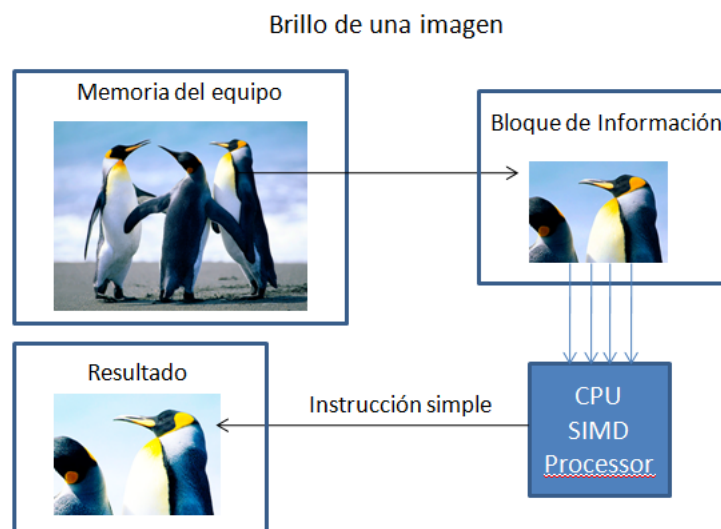 Brillo de una imagen
Memoria del equipo
Bloque de Información
Resultado
Instrucción simple
CPU
SIMD
Processor